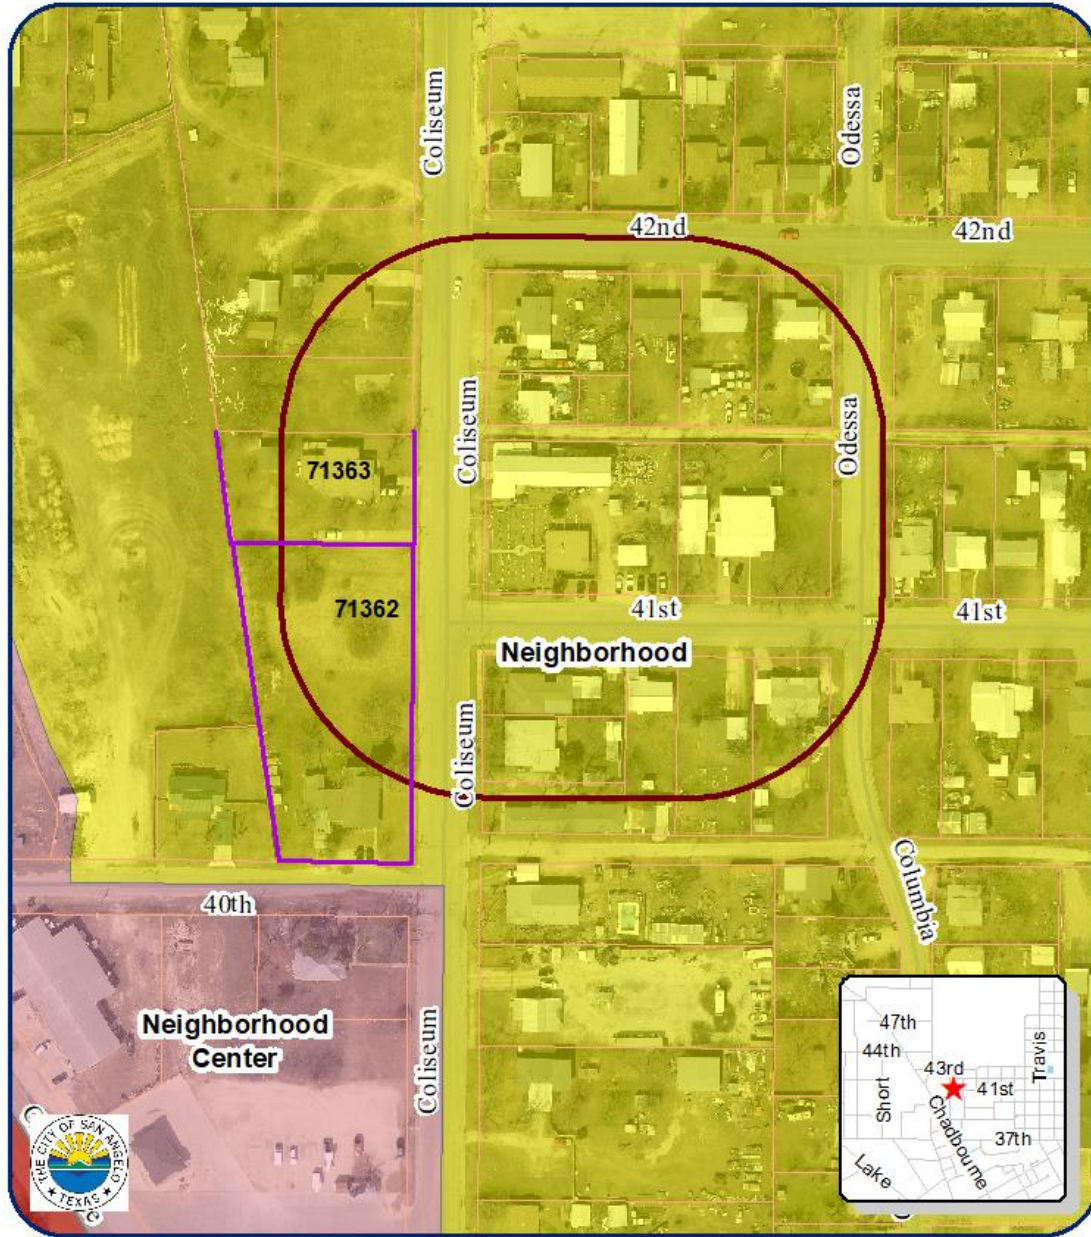 Coliseum
Odessa
42nd
42nd
Coliseum
Odessa
71363
71362
41st
41st
Neighborhood
Coliseum
Columbia
40th
Neighborhood
Center
Coliseum
THE CITY OF SAN ANGELO
TEXAS
47th
44th
43rd
41st
Travis
Short
Chadbourne
37th
Lake